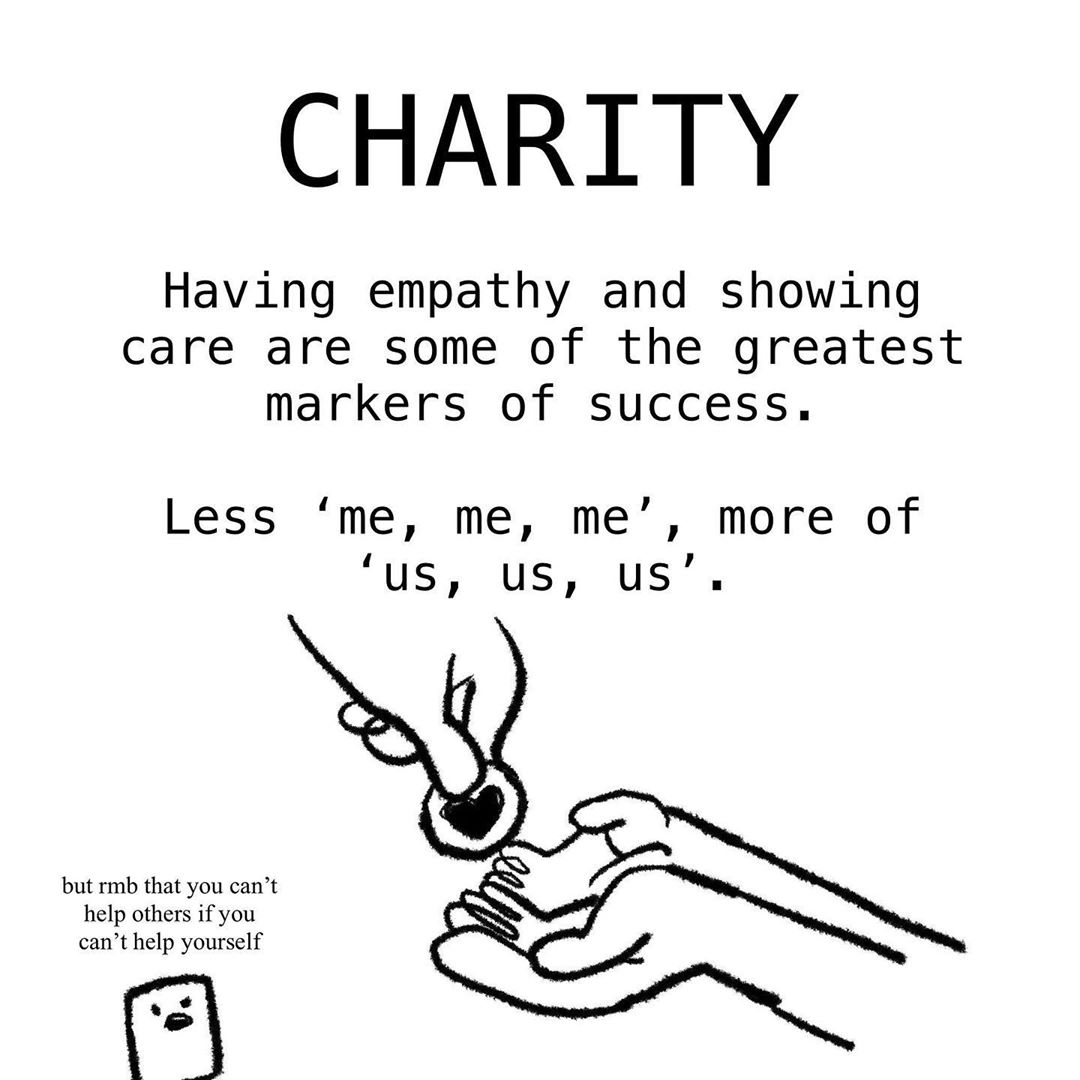 CHARITY
Having empathy and showing
care are some of the greatest
markers of success.
Less ‘me, me, me’, more of
‘us, us, us’.
but rmb that you can’t
help others if you
can’t help yourself